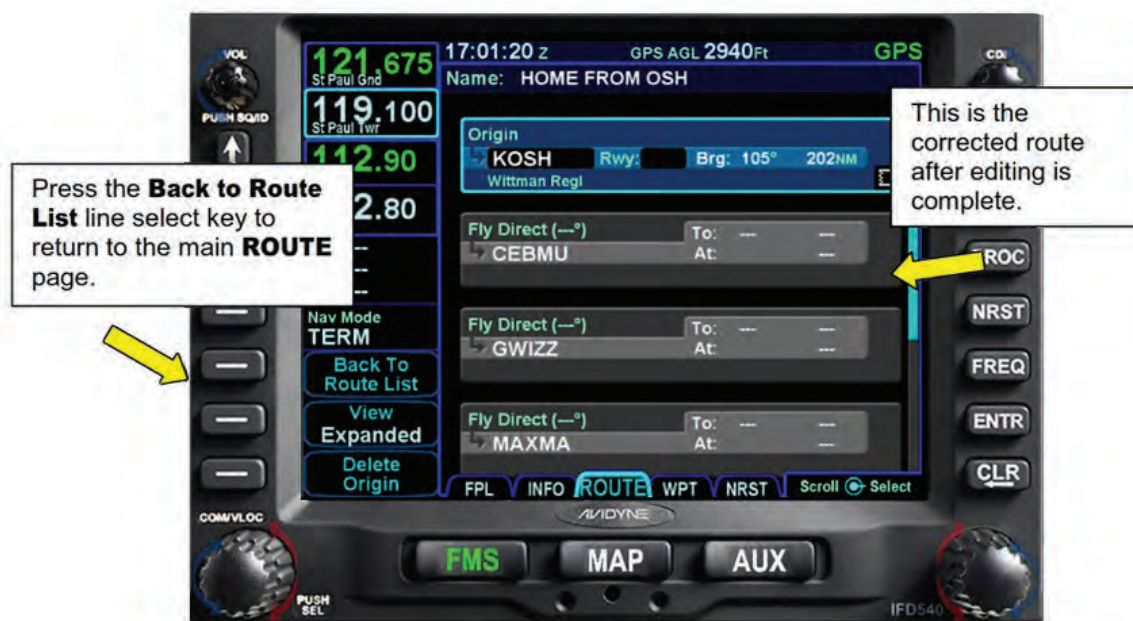 VOL
PUSH SQ/ID
121.675
St Paul Gnd
119.100
St Paul Twr
112.90
2.80
---
--
--
Nav Mode
TERM
Back To
Route List
View
Expanded
Delete
Origin
17:01:20 Z GPS AGL 2940Ft GPS
Name: HOME FROM OSH
Origin
KOSH Rwy: Brg: 105° 202NM
Wittman Regl
Fly Direct (---°) To: --- ---
CEBMU At: ---
Fly Direct (---°) To: --- ---
GWIZZ At: ---
Fly Direct (---°) To: --- ---
MAXMA At: ---
FPL INFO ROUTE WPT NRST Scroll Select
CDI
ROC
NRST
FREQ
ENTR
CLR
Press the Back to Route
List line select key to
return to the main ROUTE
page.
This is the
corrected route
after editing is
complete.
COM/VLOC
PUSH
SEL
AVIDYNE
FMS MAP AUX
IFD540